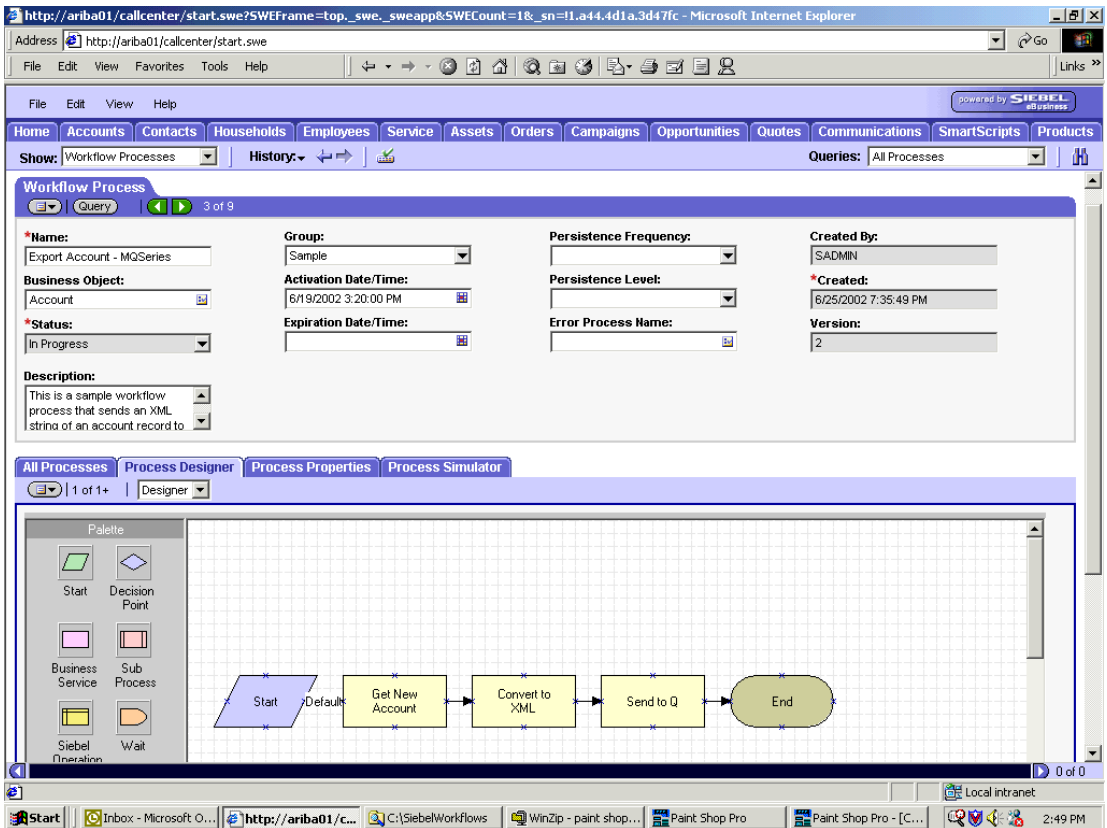 http://ariba01/callcenter/start.swe?SWEFrame=top._swe._sweapp&SWECount=1&_sn=!1.a44.4d1a.3d47fc - Microsoft Internet Explorer
Address http://ariba01/callcenter/start.swe Go
File Edit View Favorites Tools Help Links »
File Edit View Help powered by SIEBEL eBusiness
Home Accounts Contacts Households Employees Service Assets Orders Campaigns Opportunities Quotes Communications SmartScripts Products
Show: Workflow Processes History: Queries: All Processes
Workflow Process
Query 3 of 9
*Name: Group: Persistence Frequency: Created By:
Export Account - MQSeries Sample SADMIN
Business Object: Activation Date/Time: Persistence Level: *Created:
Account 6/19/2002 3:20:00 PM 6/25/2002 7:35:49 PM
*Status: Expiration Date/Time: Error Process Name: Version:
In Progress 2
Description:
This is a sample workflow
process that sends an XML
string of an account record to
All Processes Process Designer Process Properties Process Simulator
1 of 1+ Designer
Palette
Start Decision
Point
Business Sub
Service Process
Start Default Get New
Account Convert to
XML Send to Q End
Siebel Wait
Operation
0 of 0
Local intranet
Start Inbox - Microsoft O... http://ariba01/c... C:\SiebelWorkflows WinZip - paint shop... Paint Shop Pro Paint Shop Pro - [C... 2:49 PM